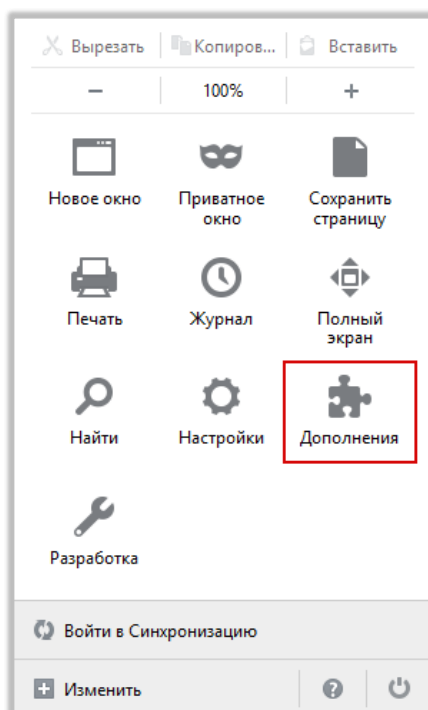 Вырезать Копиров... Вставить
− 100% +
Новое окно Приватное окно Сохранить страницу
Печать Журнал Полный экран
Найти Настройки Дополнения
Разработка
Войти в Синхронизацию
Изменить ?